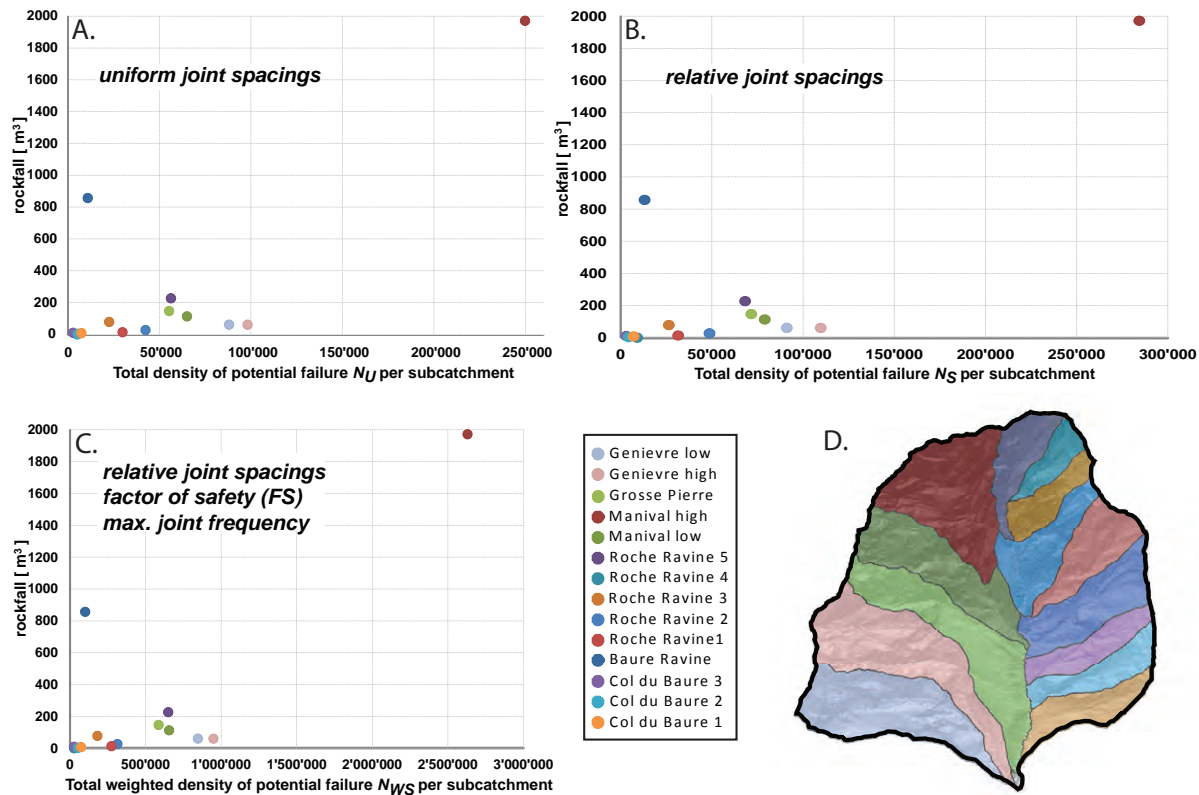 A.
uniform joint spacings
rockfall [ m³ ]
2000
1800
1600
1400
1200
1000
800
600
400
200
0
0
50'000
100'000
150'000
200'000
250'000
Total density of potential failure NU per subcatchment
B.
relative joint spacings
rockfall [ m³ ]
2000
1800
1600
1400
1200
1000
800
600
400
200
0
0
50'000
100'000
150'000
200'000
250'000
300'000
Total density of potential failure NS per subcatchment
C.
relative joint spacings
factor of safety (FS)
max. joint frequency
rockfall [ m³ ]
2000
1800
1600
1400
1200
1000
800
600
400
200
0
0
500'000
1'000'000
1'500'000
2'000'000
2'500'000
3'000'000
Total weighted density of potential failure NWS per subcatchment
Genievre low
Genievre high
Grosse Pierre
Manival high
Manival low
Roche Ravine 5
Roche Ravine 4
Roche Ravine 3
Roche Ravine 2
Roche Ravine1
Baure Ravine
Col du Baure 3
Col du Baure 2
Col du Baure 1
D.